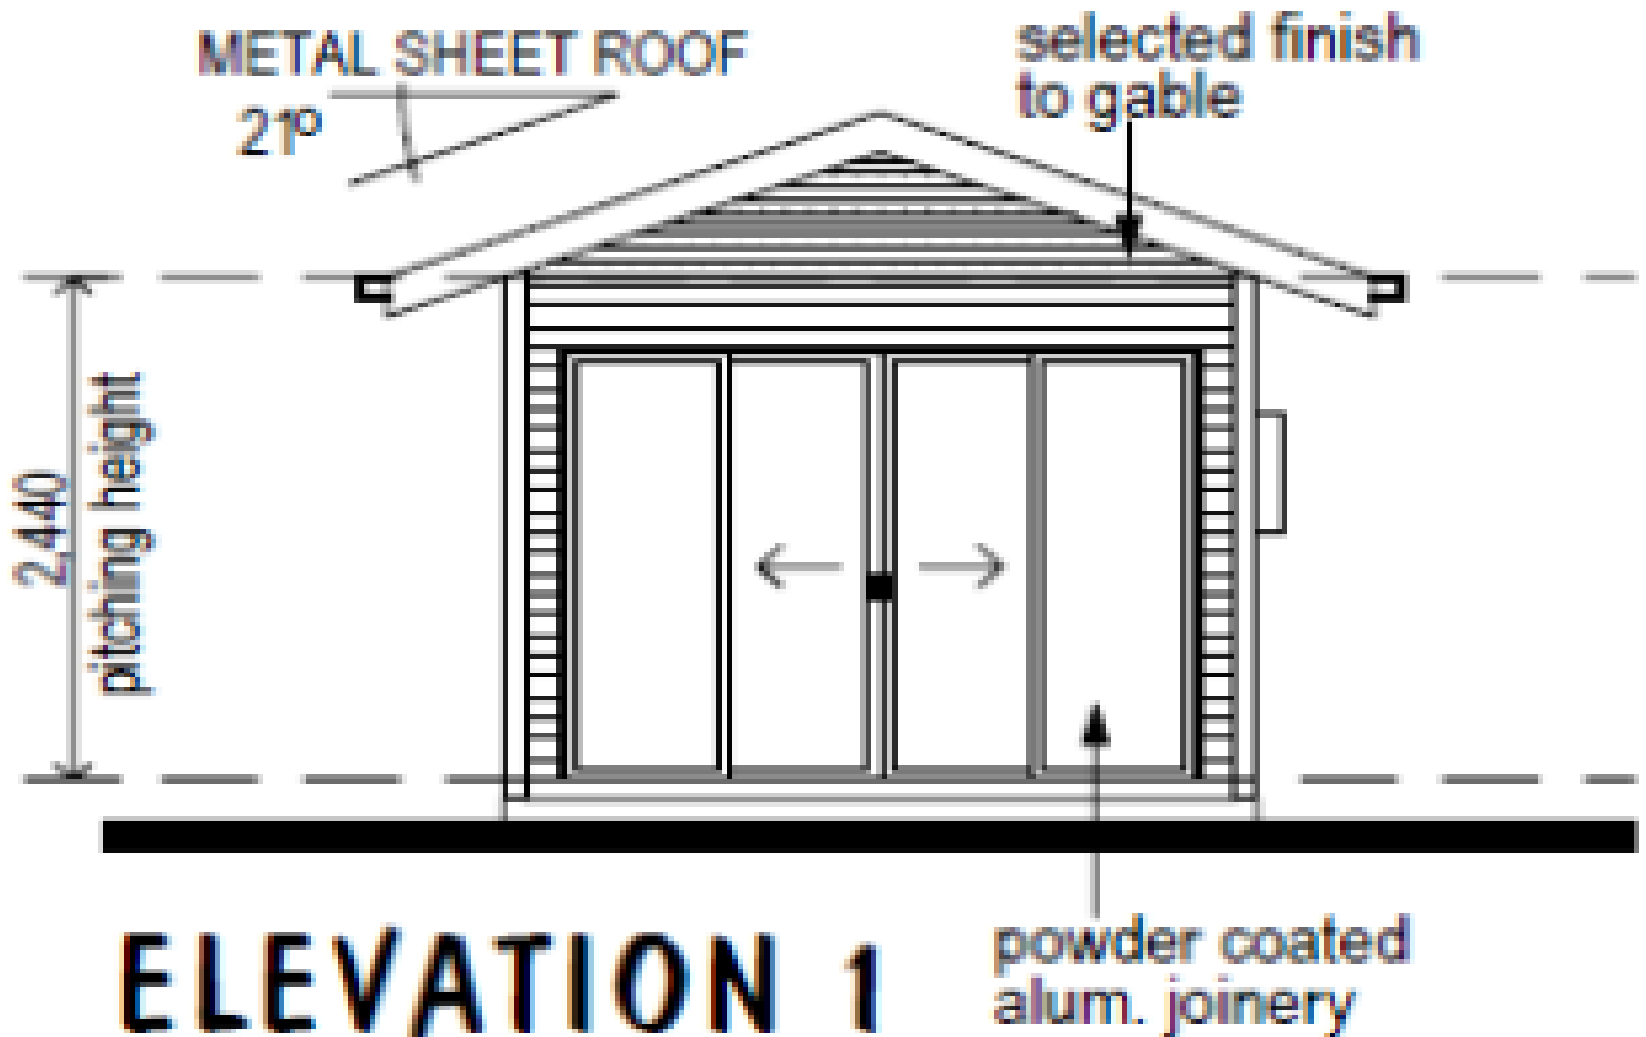 METAL SHEET ROOF
21º
selected finish
to gable
2,440
pitching height
ELEVATION 1
powder coated
alum. joinery